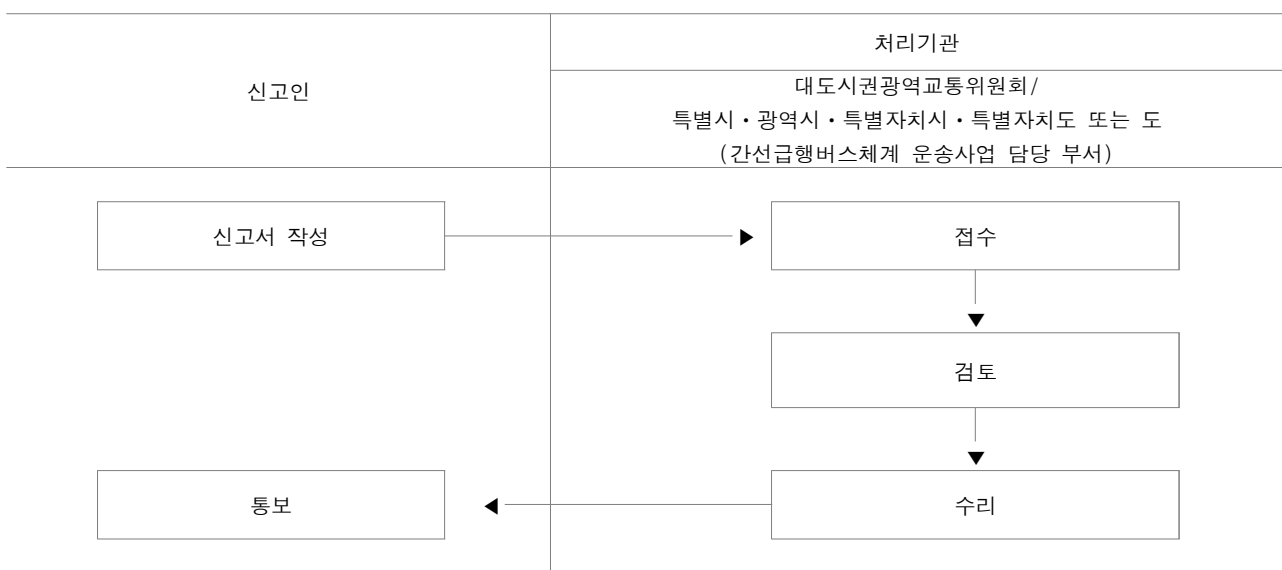 신고인
처리기관
대도시권광역교통위원회/
특별시・광역시・특별자치시・특별자치도 또는 도
(간선급행버스체계 운송사업 담당 부서)
신고서 작성
접수
검토
통보
수리